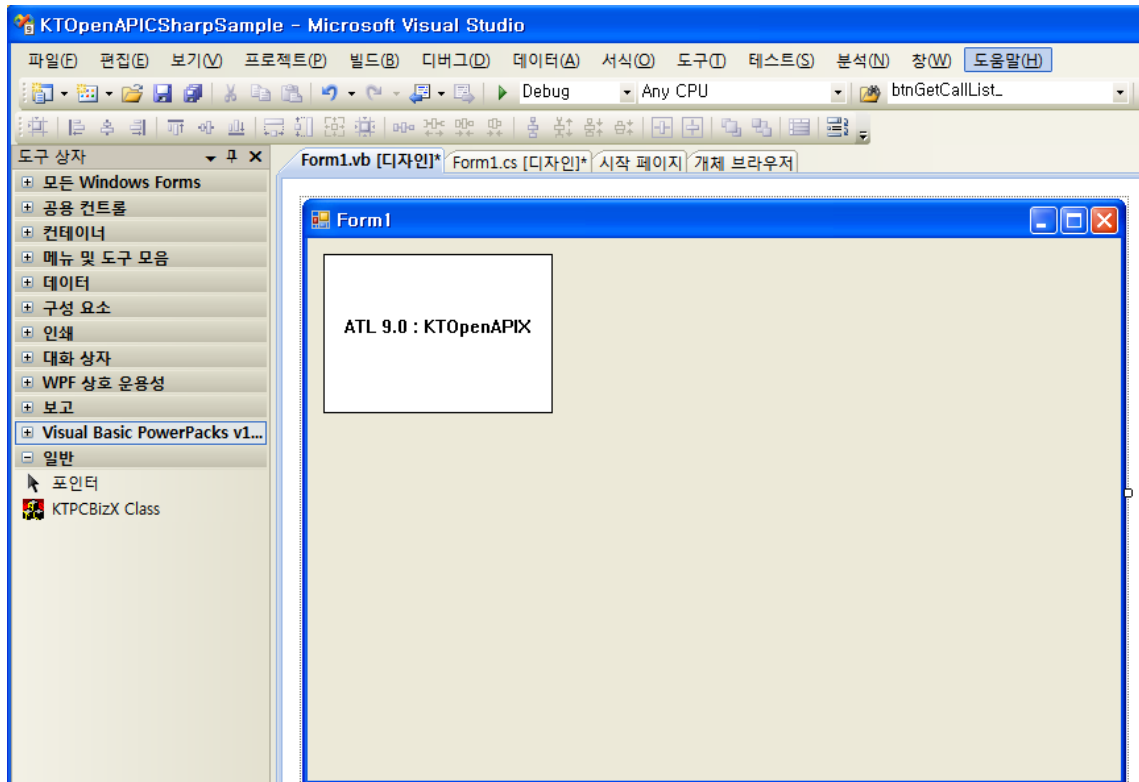 KTOpenAPICSharpSample - Microsoft Visual Studio
파일(F) 편집(E) 보기(V) 프로젝트(P) 빌드(B) 디버그(D) 데이터(A) 서식(O) 도구(T) 테스트(S) 분석(N) 창(W) 도움말(H)
Debug Any CPU btnGetCallList_
도구 상자
Form1.vb [디자인]* Form1.cs [디자인]* 시작 페이지 개체 브라우저
모든 Windows Forms
공용 컨트롤
컨테이너
메뉴 및 도구 모음
데이터
구성 요소
인쇄
대화 상자
WPF 상호 운용성
보고
Visual Basic PowerPacks v1...
일반
포인터
KTPCBizX Class
Form1
ATL 9.0 : KTOpenAPIX